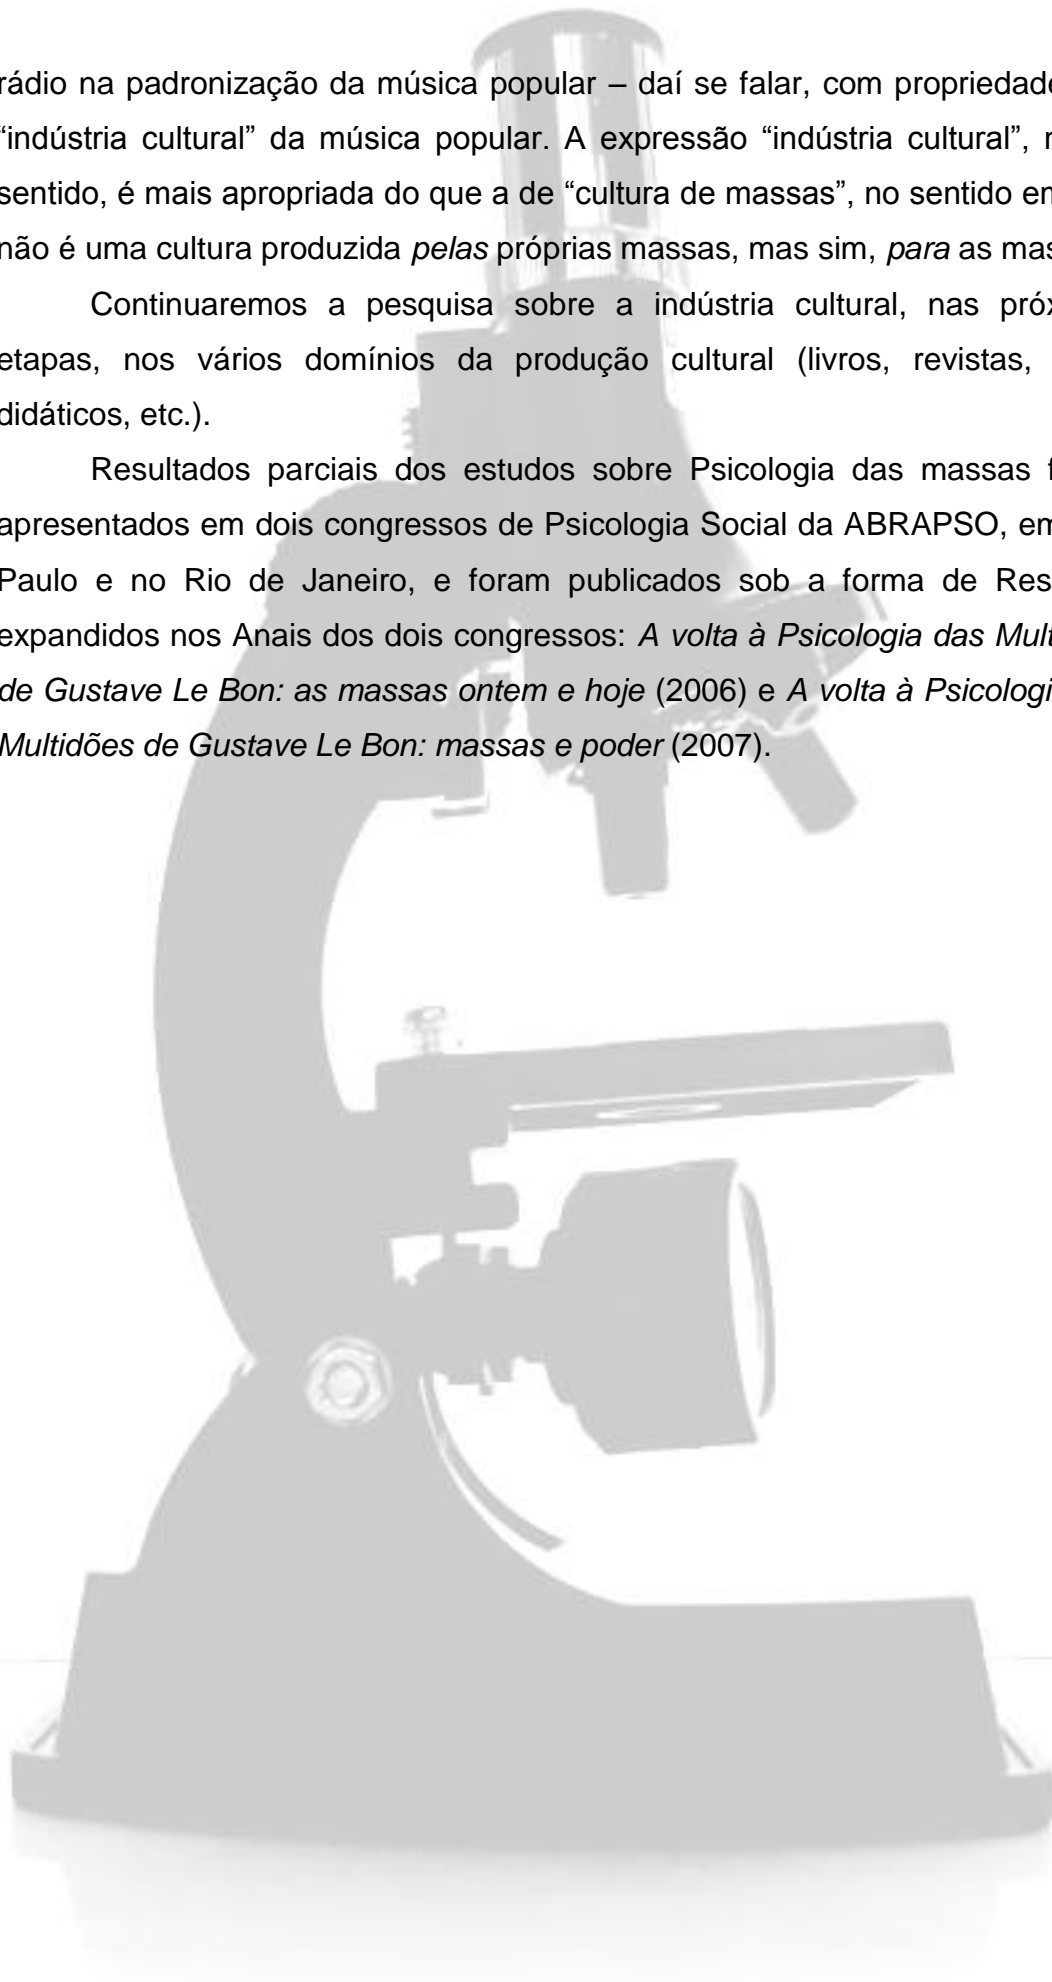 rádio na padronização da música popular – daí se falar, com propriedade
“indústria cultural” da música popular. A expressão “indústria cultural”, n
sentido, é mais apropriada do que a de “cultura de massas”, no sentido em
não é uma cultura produzida pelas próprias massas, mas sim, para as mas
Continuaremos a pesquisa sobre a indústria cultural, nas próx
etapas, nos vários domínios da produção cultural (livros, revistas,
didáticos, etc.).
Resultados parciais dos estudos sobre Psicologia das massas f
apresentados em dois congressos de Psicologia Social da ABRAPSO, em
Paulo e no Rio de Janeiro, e foram publicados sob a forma de Res
expandidos nos Anais dos dois congressos: A volta à Psicologia das Mult
de Gustave Le Bon: as massas ontem e hoje (2006) e A volta à Psicologi
Multidões de Gustave Le Bon: massas e poder (2007).